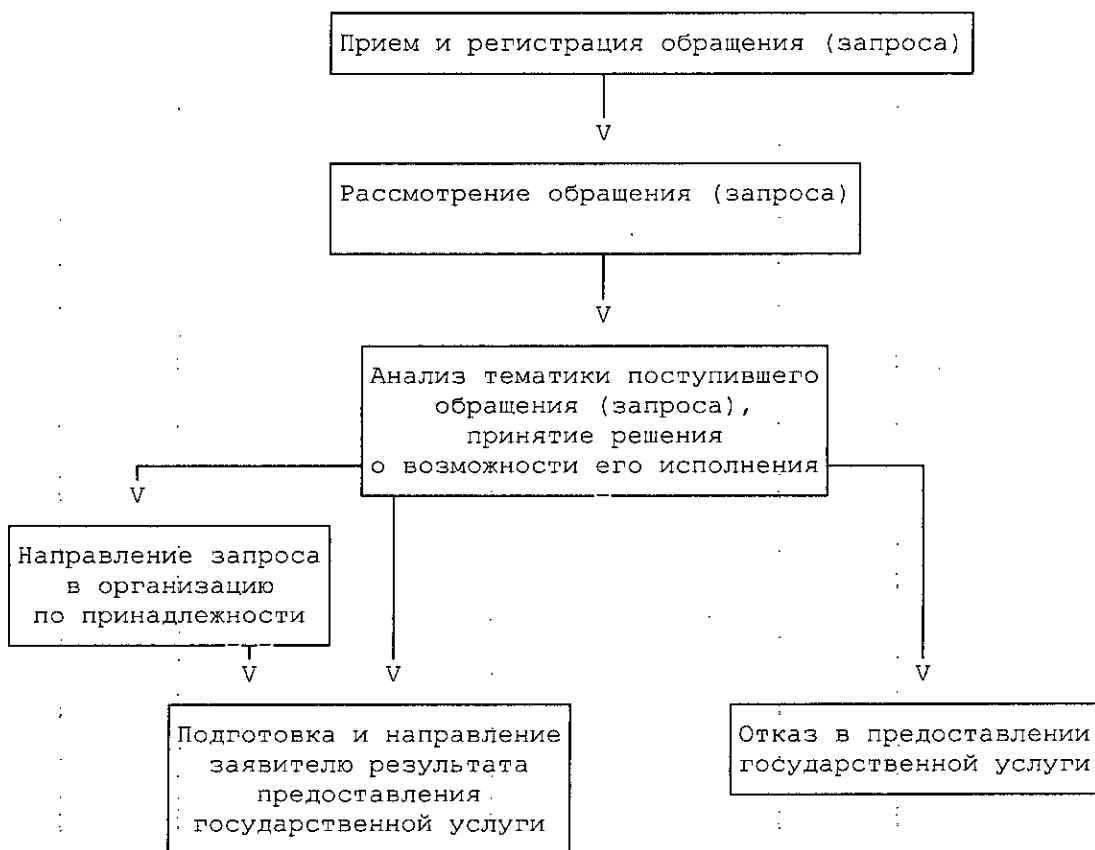 Прием и регистрация обращения (запроса)
V
Рассмотрение обращения (запроса)
V
Анализ тематики поступившего
обращения (запроса),
принятие решения
о возможности его исполнения
V
Направление запроса
в организацию
по принадлежности
V V V
Подготовка и направление
заявителю результата
предоставления
государственной услуги
Отказ в предоставлении
государственной услуги